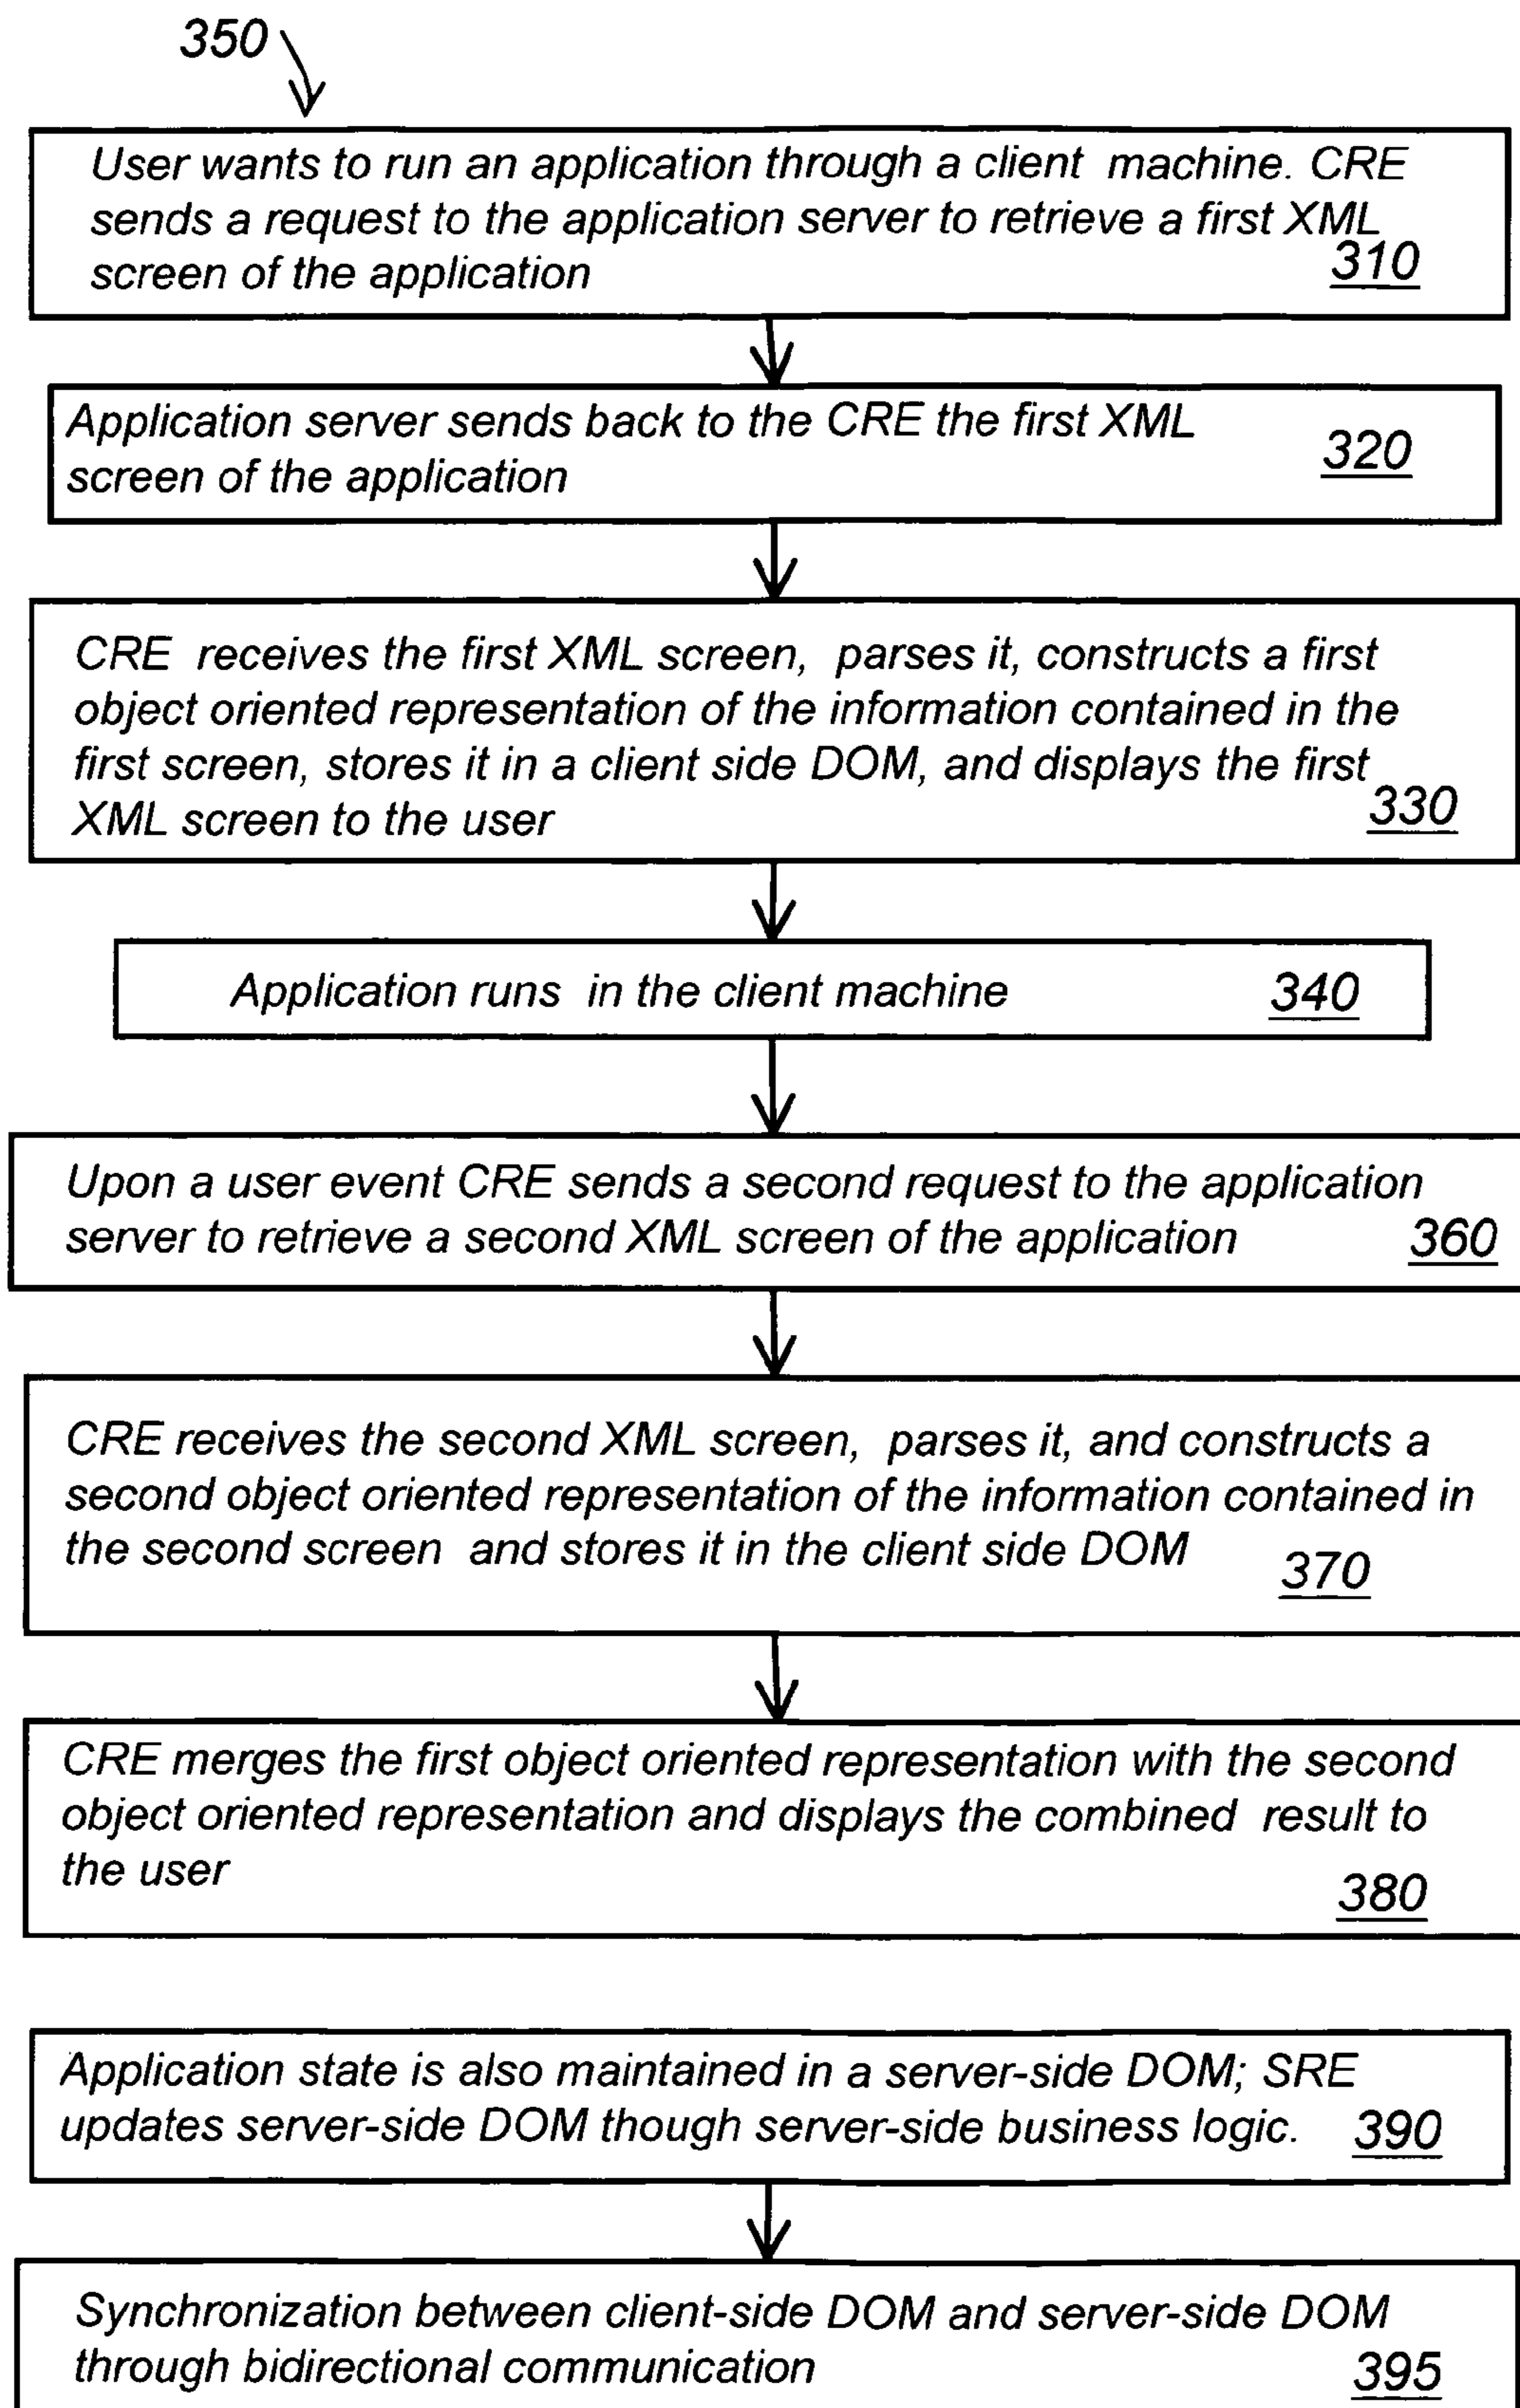 350
User wants to run an application through a client machine. CRE
sends a request to the application server to retrieve a first XML
screen of the application
310
Application server sends back to the CRE the first XML
screen of the application
320
CRE receives the first XML screen, parses it, constructs a first
object oriented representation of the information contained in the
first screen, stores it in a client side DOM, and displays the first
XML screen to the user
330
Application runs in the client machine 340
Upon a user event CRE sends a second request to the application
server to retrieve a second XML screen of the application 360
CRE receives the second XML screen, parses it, and constructs a
second object oriented representation of the information contained in
the second screen and stores it in the client side DOM
370
CRE merges the first object oriented representation with the second
object oriented representation and displays the combined result to
the user
380
Application state is also maintained in a server-side DOM; SRE
updates server-side DOM though server-side business logic. 390
Synchronization between client-side DOM and server-side DOM
through bidirectional communication 395